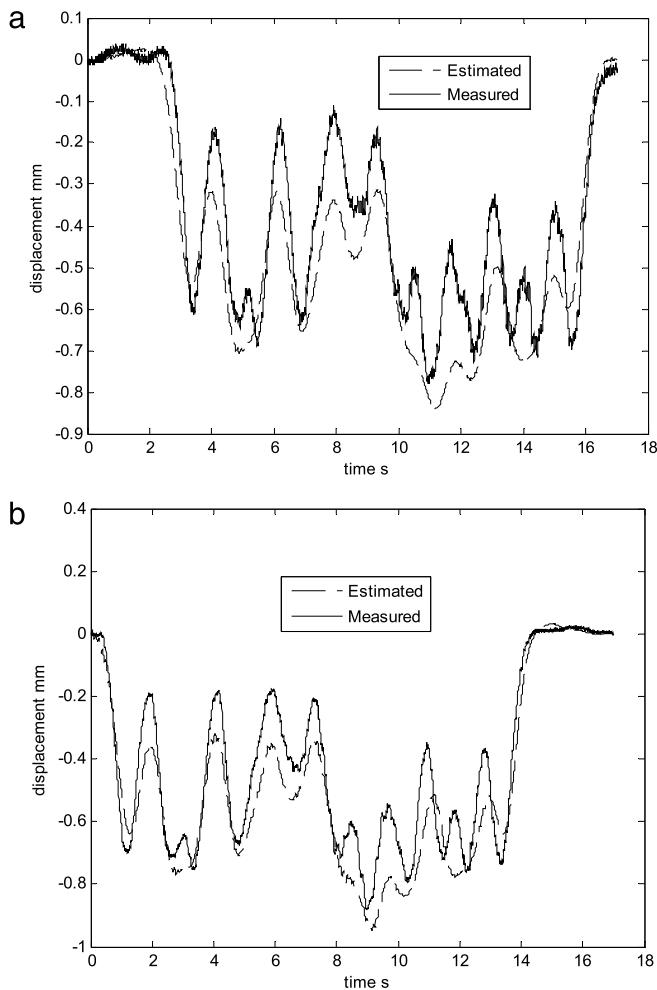 a
0.1
0
-0.1
-0.2
-0.3
-0.4
-0.5
-0.6
-0.7
-0.8
-0.9
displacement mm
Estimated
Measured
0 2 4 6 8 10 12 14 16 18
time s
b
0.4
0.2
0
-0.2
-0.4
-0.6
-0.8
-1
displacement mm
Estimated
Measured
0 2 4 6 8 10 12 14 16 18
time s